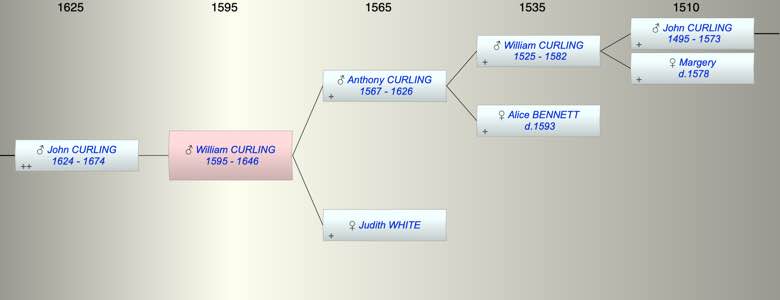 1625 1595 1565 1535 1510
♂ John CURLING
1495 - 1573
+
♂ William CURLING
1525 - 1582
+
♀ Margery
d.1578
+
♂ Anthony CURLING
1567 - 1626
+
♀ Alice BENNETT
d.1593
+
♂ John CURLING
1624 - 1674
++
♂ William CURLING
1595 - 1646
♀ Judith WHITE
+